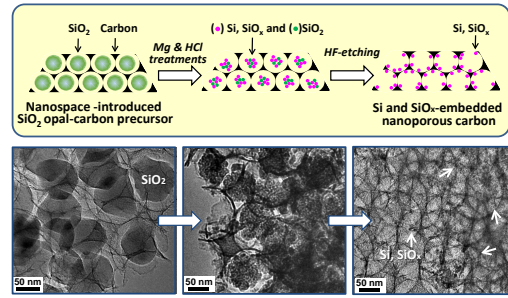 SiO₂ Carbon
Mg & HCl
treatments
(●) Si, SiOₓ and (●)SiO₂
HF-etching
Si, SiOₓ
Nanospace -introduced
SiO₂ opal-carbon precursor
Si and SiOₓ-embedded
nanoporous carbon
SiO₂
50 nm
50 nm
Si, SiOₓ
50 nm